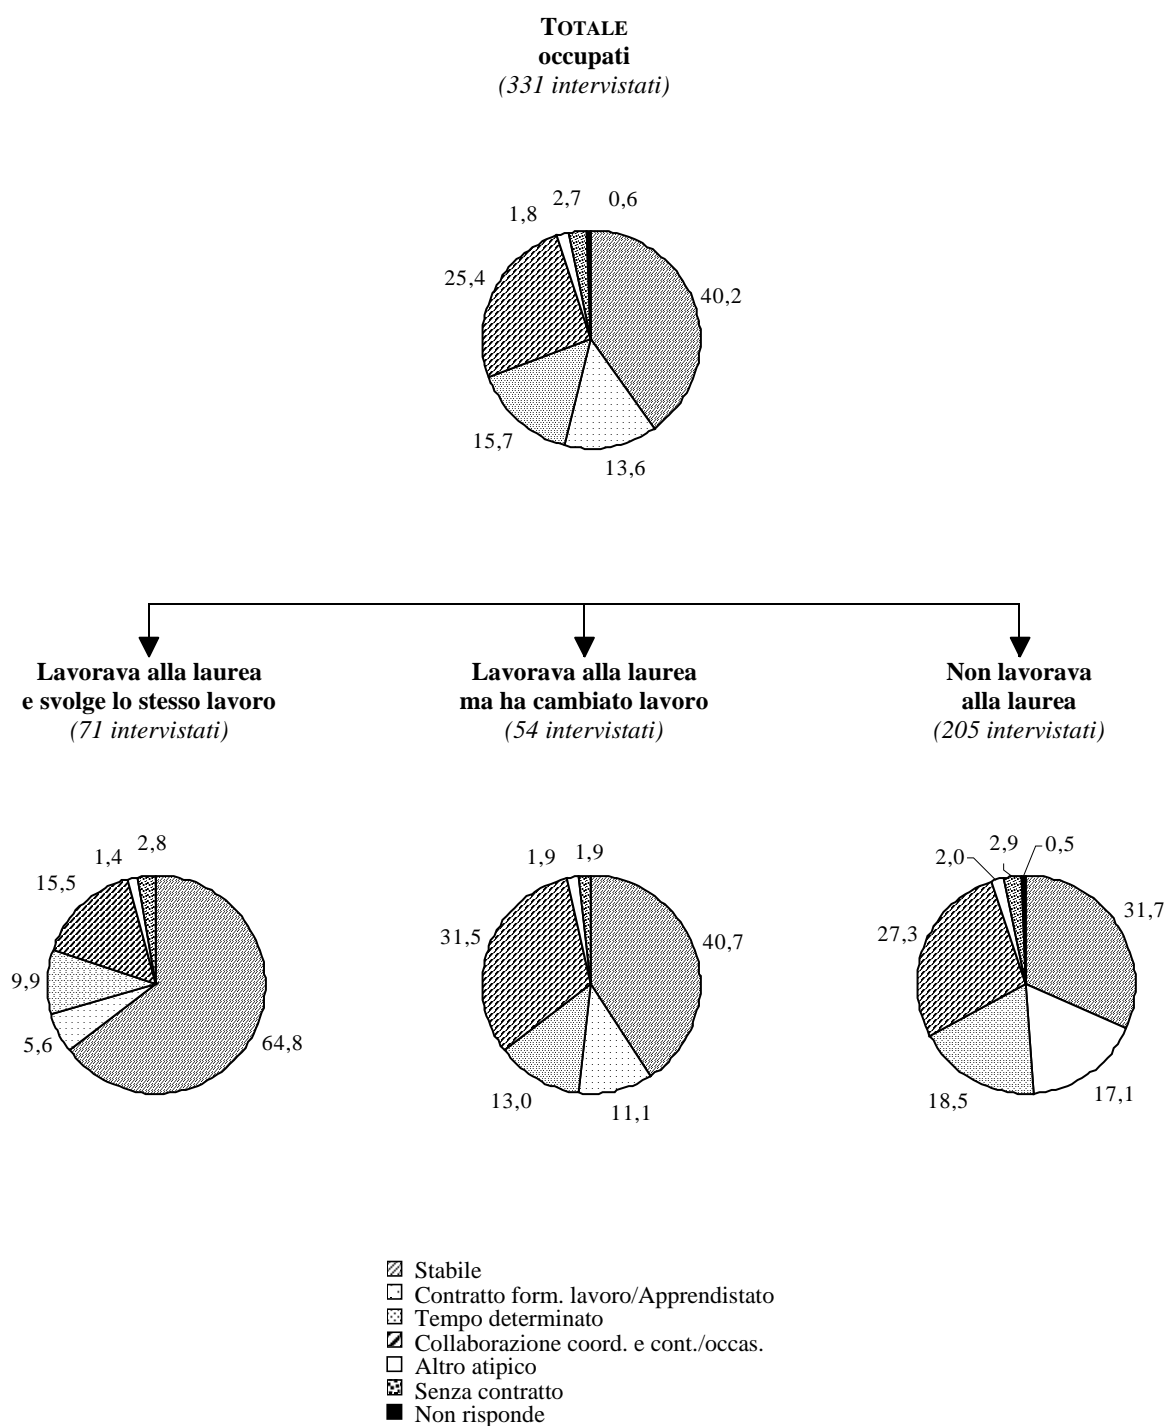 TOTALE
occupati
(331 intervistati)
1,8
2,7
0,6
25,4
40,2
15,7
13,6
Lavorava alla laurea
e svolge lo stesso lavoro
(71 intervistati)
Lavorava alla laurea
ma ha cambiato lavoro
(54 intervistati)
Non lavorava
alla laurea
(205 intervistati)
1,4
2,8
15,5
9,9
5,6
64,8
1,9
1,9
31,5
40,7
13,0
11,1
2,0
2,9
0,5
27,3
31,7
18,5
17,1
Stabile
Contratto form. lavoro/Apprendistato
Tempo determinato
Collaborazione coord. e cont./occas.
Altro atipico
Senza contratto
Non risponde